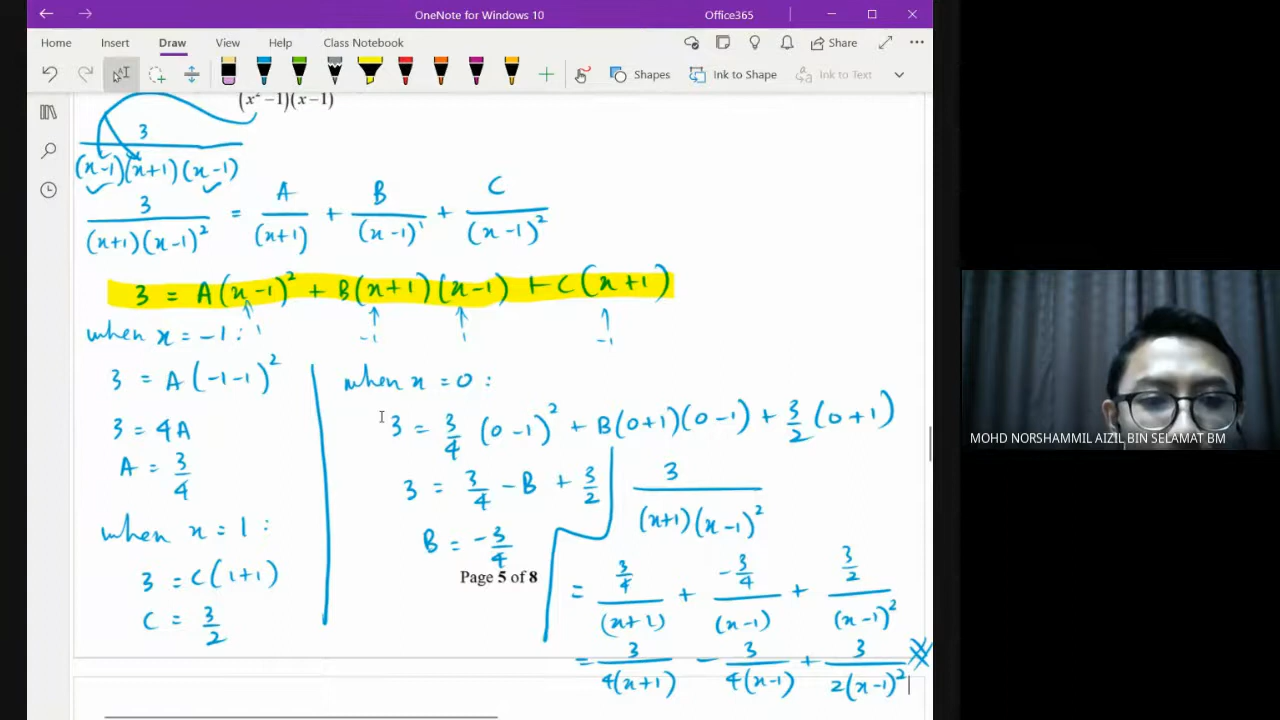 OneNote for Windows 10
Office365
Home Insert Draw View Help Class Notebook
Share
Shapes
Ink to Shape
Ink to Text
(x² −1)(x−1)
3/((x-1)(x+1)(x-1))
3/((x+1)(x-1)²) = A/(x+1) + B/(x-1)¹ + C/(x-1)²
3 = A(x-1)² + B(x+1)(x-1) + C(x+1)
↑ 1 ↑ -1 ↑ 1 ↑ -1
when x = -1 :
3 = A(-1-1)²
3 = 4A
A = 3/4
when x = 1 :
3 = C(1+1)
C = 3/2
when x = 0 :
3 = 3/4 (0-1)² + B(0+1)(0-1) + 3/2 (0+1)
3 = 3/4 - B + 3/2
B = -3/4
Page 5 of 8
3/((x+1)(x-1)²)
= (3/4)/(x+1) + (-3/4)/(x-1) + (3/2)/(x-1)²
= 3/(4(x+1)) - 3/(4(x-1)) + 3/(2(x-1)²)
MOHD NORSHAMMIL AIZIL BIN SELAMAT BM